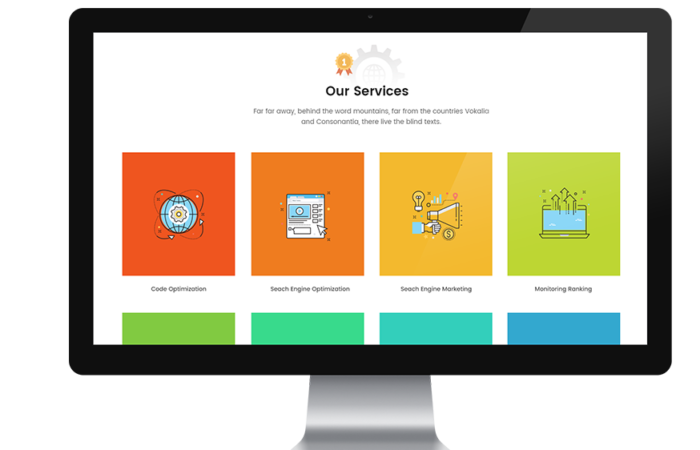 1
Our Services
Far far away, behind the word mountains, far from the countries Vokalia
and Consonantia, there live the blind texts.
Code Optimization
Seach Engine Optimization
Seach Engine Marketing
Monitoring Ranking
$